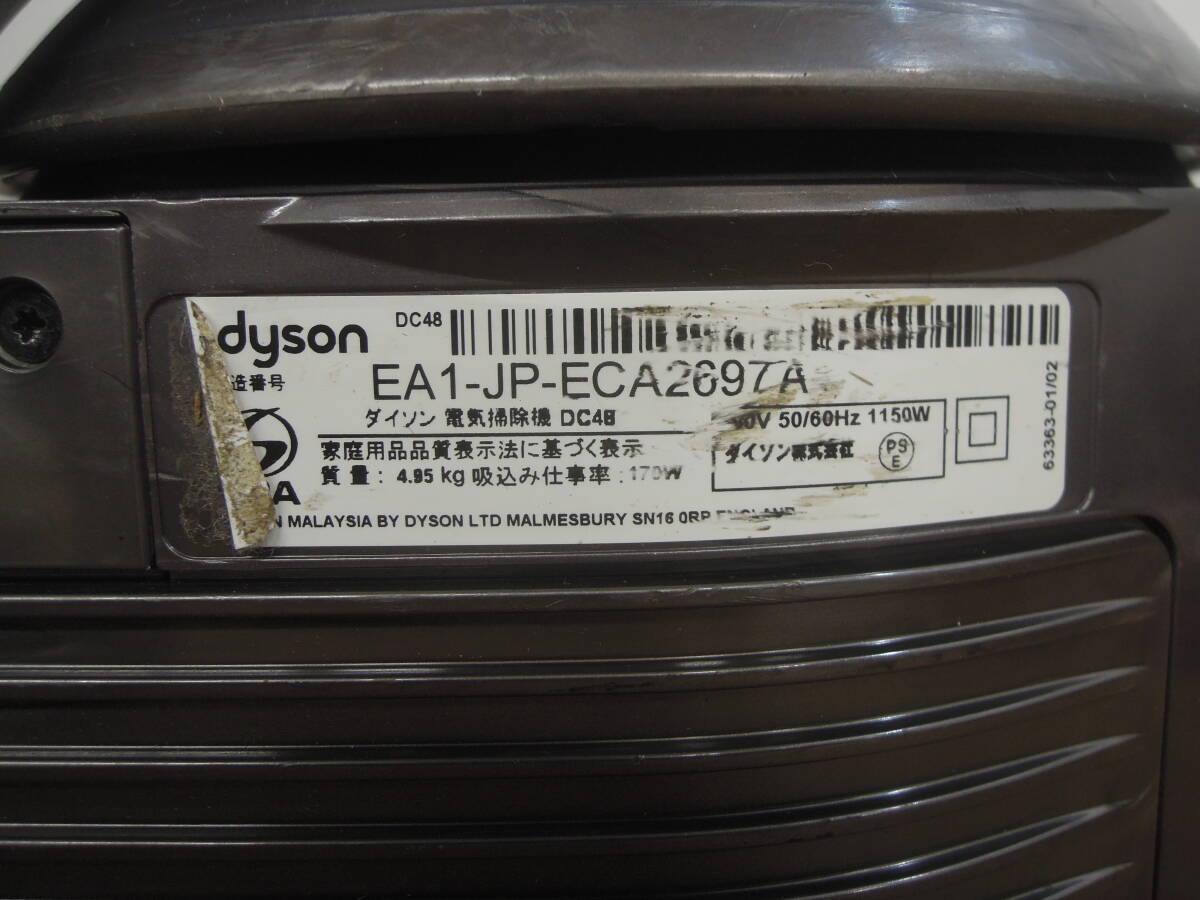 dyson DC48
造番号 EA1-JP-ECA2697A
ダイソン 電気掃除機 DC48
家庭用品品質表示法に基づく表示
質量: 4.95 kg 吸込み仕事率: 170W
50/60Hz 1150W
ダイソン株式会社 PSE
63363-01/02
MALAYSIA BY DYSON LTD MALMESBURY SN16 0RP ENGLAND